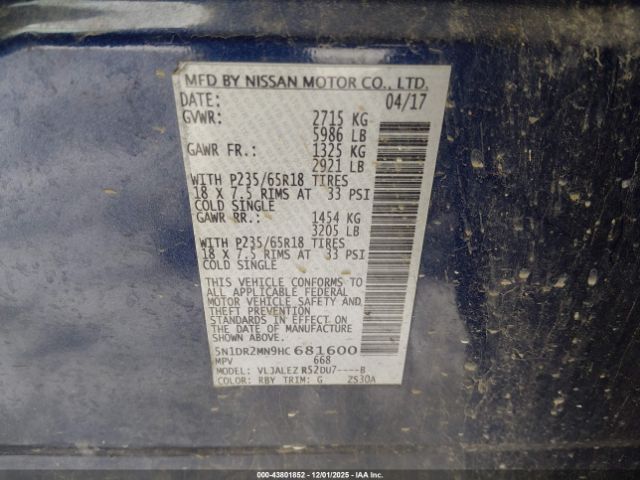 MFD BY NISSAN MOTOR CO., LTD.
DATE: 04/17
GVWR: 2715 KG
5986 LB
GAWR FR.: 1325 KG
2921 LB
WITH P235/65R18 TIRES
18 X 7.5 RIMS AT 33 PSI
COLD SINGLE
GAWR RR.: 1454 KG
3205 LB
WITH P235/65R18 TIRES
18 X 7.5 RIMS AT 33 PSI
COLD SINGLE
THIS VEHICLE CONFORMS TO
ALL APPLICABLE FEDERAL
MOTOR VEHICLE SAFETY AND
THEFT PREVENTION
STANDARDS IN EFFECT ON
THE DATE OF MANUFACTURE
SHOWN ABOVE.
5N1DR2MN9HC681600
MPV 668
MODEL: VLJALEZ R52DU7----B
COLOR: RBY TRIM: G ZS30A
000-43801852 12/01/2025 - IAAI.COM